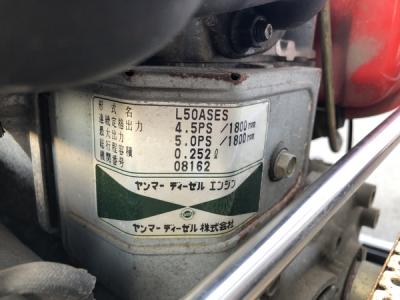 形式名 L50ASES
連続定格出力 4.5PS /1800rpm
最大出力 5.0PS /1800rpm
総行程容積 0.252ℓ
機関番号 08162
ヤンマーディーゼルエンジン
ヤンマーディーゼル株式会社